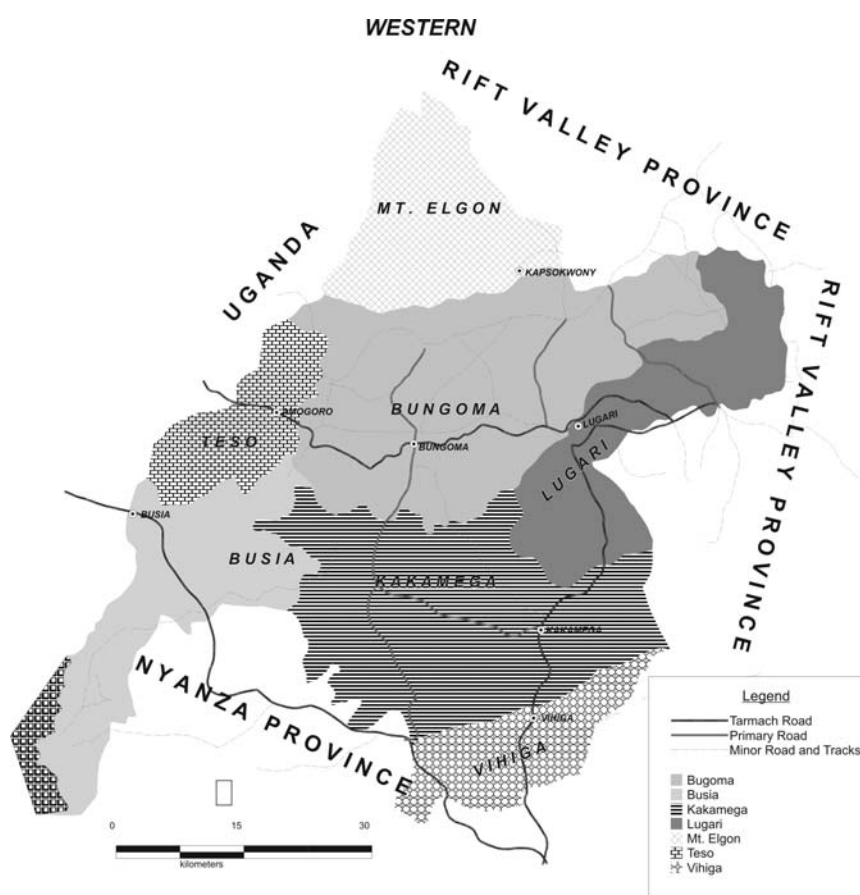 WESTERN
RIFT VALLEY PROVINCE
MT. ELGON
UGANDA
KAPSOKWONY
RIFT VALLEY PROVINCE
AMOGORO
BUNGOMA
LUGARI
TESO
BUNGOMA
LUGARI
BUSIA
BUSIA
KAKAMEGA
KAKAMEGA
NYANZA PROVINCE
VIHIGA
VIHIGA
Legend
Tarmach Road
Primary Road
Minor Road and Tracks
Bugoma
Busia
Kakamega
Lugari
Mt. Elgon
Teso
Vihiga
0 15 30
kilometers